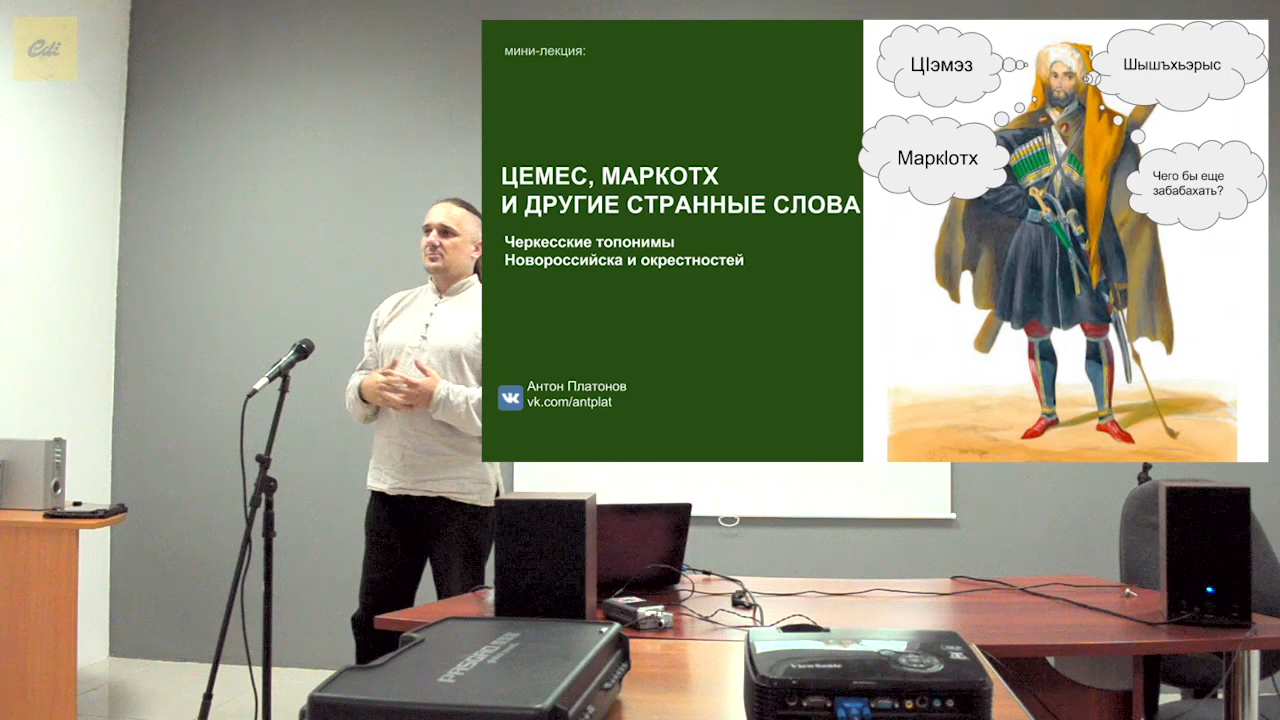 Cdi
мини-лекция:
ЦЕМЕС, МАРКОТХ
И ДРУГИЕ СТРАННЫЕ СЛОВА
Черкесские топонимы
Новороссийска и окрестностей
Антон Платонов
vk.com/antplat
ЦӀэмэз
Шышъхьэрыс
МаркӀотх
Чего бы еще
забабахать?
ViewSonic